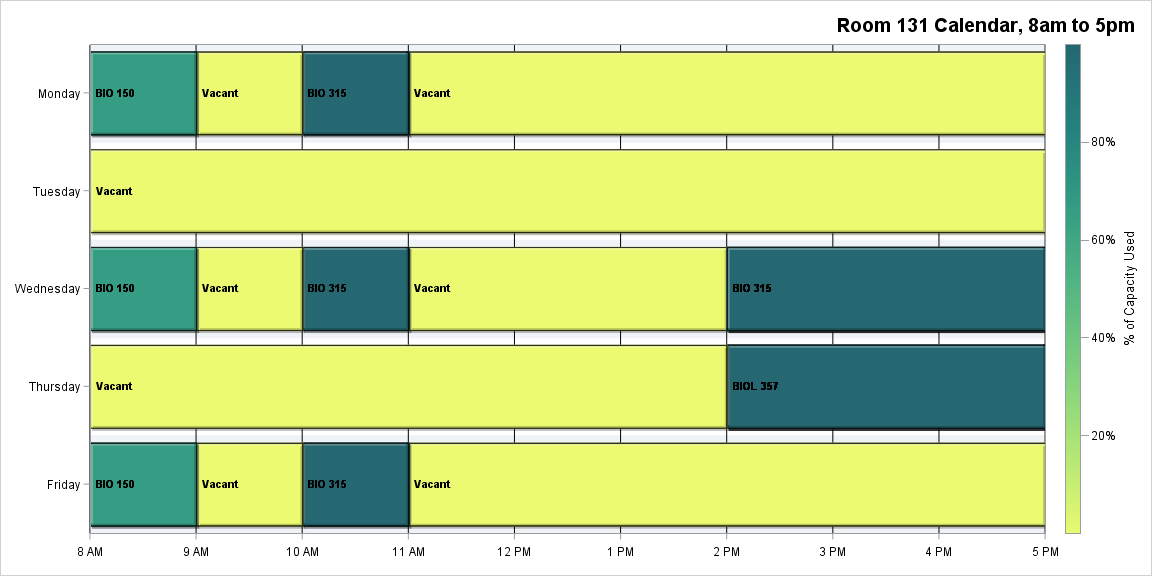 Room 131 Calendar, 8am to 5pm
Monday
BIO 150
Vacant
BIO 315
Vacant
Tuesday
Vacant
Wednesday
BIO 150
Vacant
BIO 315
Vacant
BIO 315
Thursday
Vacant
BIOL 357
Friday
BIO 150
Vacant
BIO 315
Vacant
8 AM
9 AM
10 AM
11 AM
12 PM
1 PM
2 PM
3 PM
4 PM
5 PM
80%
60%
40%
20%
% of Capacity Used